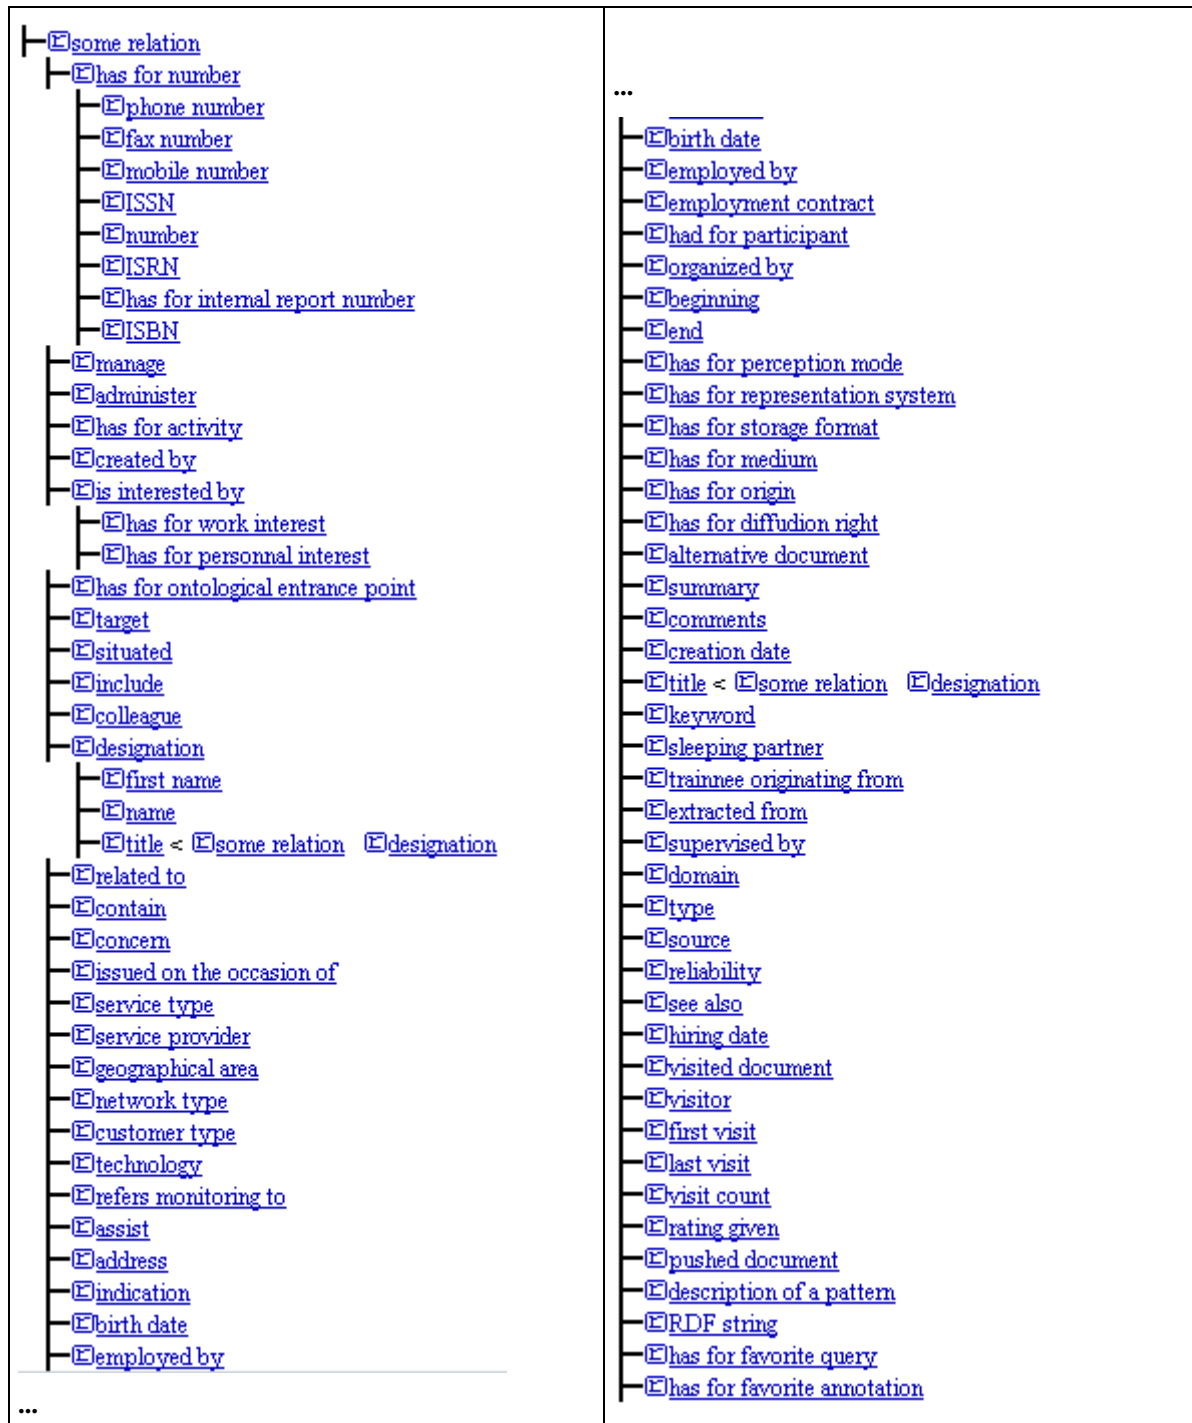 some relation
has for number
phone number
fax number
mobile number
ISSN
number
ISRN
has for internal report number
ISBN
manage
administer
has for activity
created by
is interested by
has for work interest
has for personnal interest
has for ontological entrance point
target
situated
include
colleague
designation
first name
name
title < some relation designation
related to
contain
concern
issued on the occasion of
service type
service provider
geographical area
network type
customer type
technology
refers monitoring to
assist
address
indication
birth date
employed by
...
...
birth date
employed by
employment contract
had for participant
organized by
beginning
end
has for perception mode
has for representation system
has for storage format
has for medium
has for origin
has for diffudion right
alternative document
summary
comments
creation date
title < some relation designation
keyword
sleeping partner
trainnee originating from
extracted from
supervised by
domain
type
source
reliability
see also
hiring date
visited document
visitor
first visit
last visit
visit count
rating given
pushed document
description of a pattern
RDF string
has for favorite query
has for favorite annotation